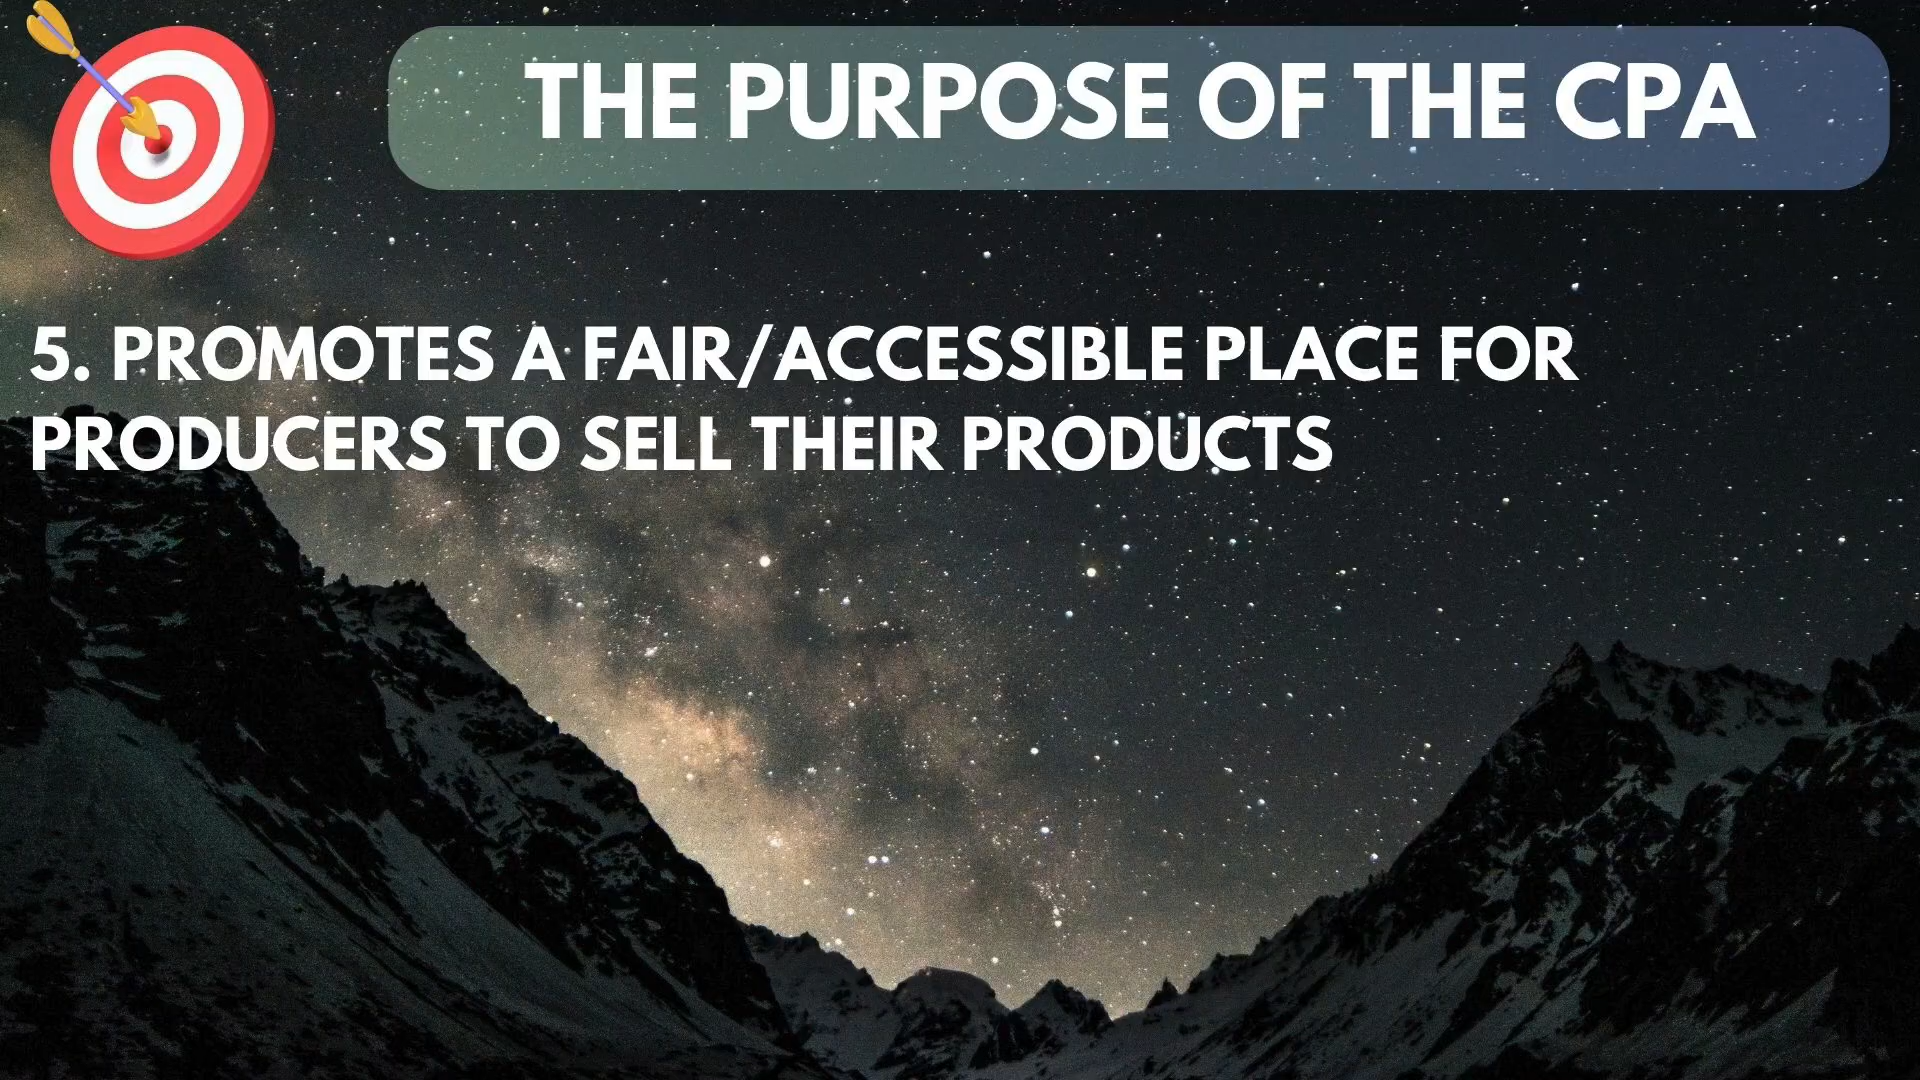 THE PURPOSE OF THE CPA
5. PROMOTES A FAIR/ACCESSIBLE PLACE FOR
PRODUCERS TO SELL THEIR PRODUCTS